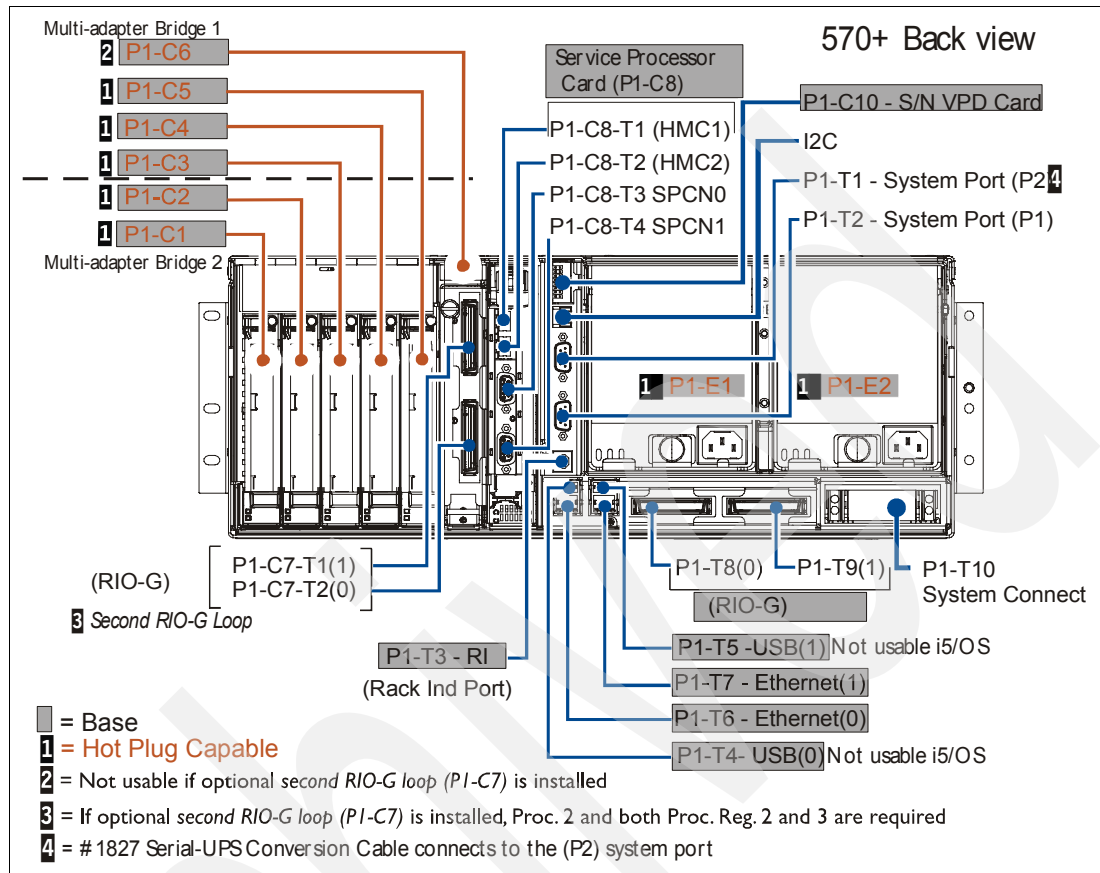 Multi-adapter Bridge 1
570+ Back view
2 P1-C6
1 P1-C5
1 P1-C4
1 P1-C3
1 P1-C2
1 P1-C1
Multi-adapter Bridge 2
Service Processor
Card (P1-C8)
P1-C8-T1 (HMC1)
P1-C8-T2 (HMC2)
P1-C8-T3 SPCN0
P1-C8-T4 SPCN1
P1-C10 - S/N VPD Card
I2C
P1-T1 - System Port (P2 4
P1-T2 - System Port (P1)
1 P1-E1
1 P1-E2
(RIO-G)
P1-C7-T1(1)
P1-C7-T2(0)
3 Second RIO-G Loop
P1-T3 - RI
(Rack Ind Port)
P1-T8(0)
P1-T9(1)
(RIO-G)
P1-T10
System Connect
P1-T5 -USB(1) Not usable i5/OS
P1-T7 - Ethernet(1)
P1-T6 - Ethernet(0)
P1-T4- USB(0) Not usable i5/OS
= Base
1 = Hot Plug Capable
2 = Not usable if optional second RIO-G loop (P1-C7) is installed
3 = If optional second RIO-G loop (P1-C7) is installed, Proc. 2 and both Proc. Reg. 2 and 3 are required
4 = #1827 Serial-UPS Conversion Cable connects to the (P2) system port